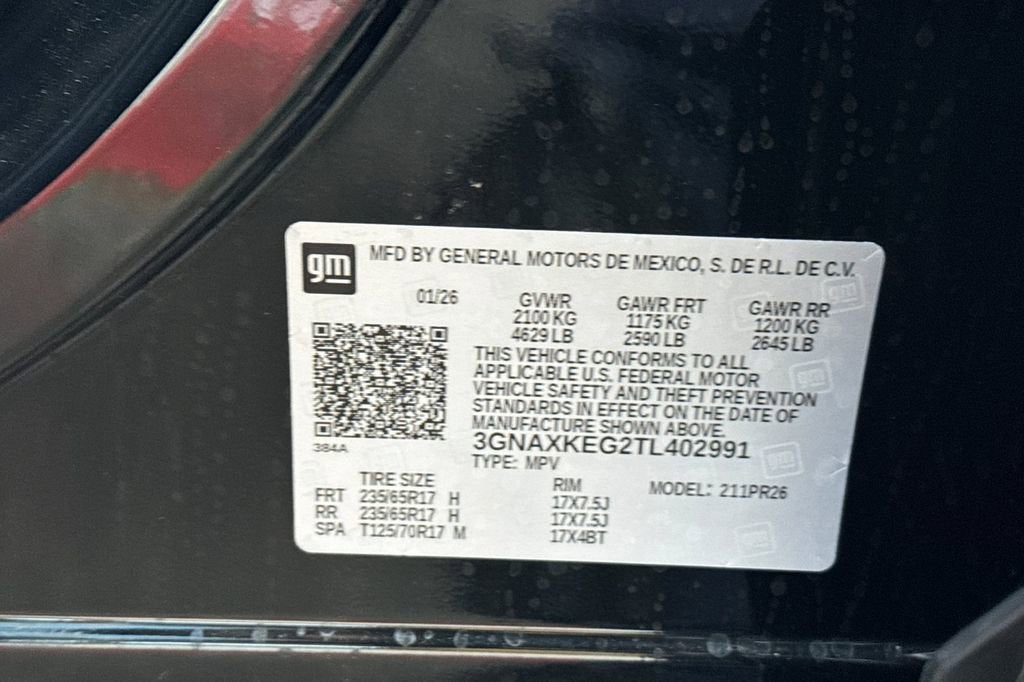 gm
MFD BY GENERAL MOTORS DE MEXICO, S. DE R.L. DE C.V.
01/26 GVWR GAWR FRT GAWR RR
2100 KG 1175 KG 1200 KG
4629 LB 2590 LB 2645 LB
THIS VEHICLE CONFORMS TO ALL
APPLICABLE U.S. FEDERAL MOTOR
VEHICLE SAFETY AND THEFT PREVENTION
STANDARDS IN EFFECT ON THE DATE OF
MANUFACTURE SHOWN ABOVE.
384A
3GNAXKEG2TL402991
TYPE: MPV
TIRE SIZE RIM MODEL: 211PR26
FRT 235/65R17 H 17X7.5J
RR 235/65R17 H 17X7.5J
SPA T125/70R17 M 17X4BT